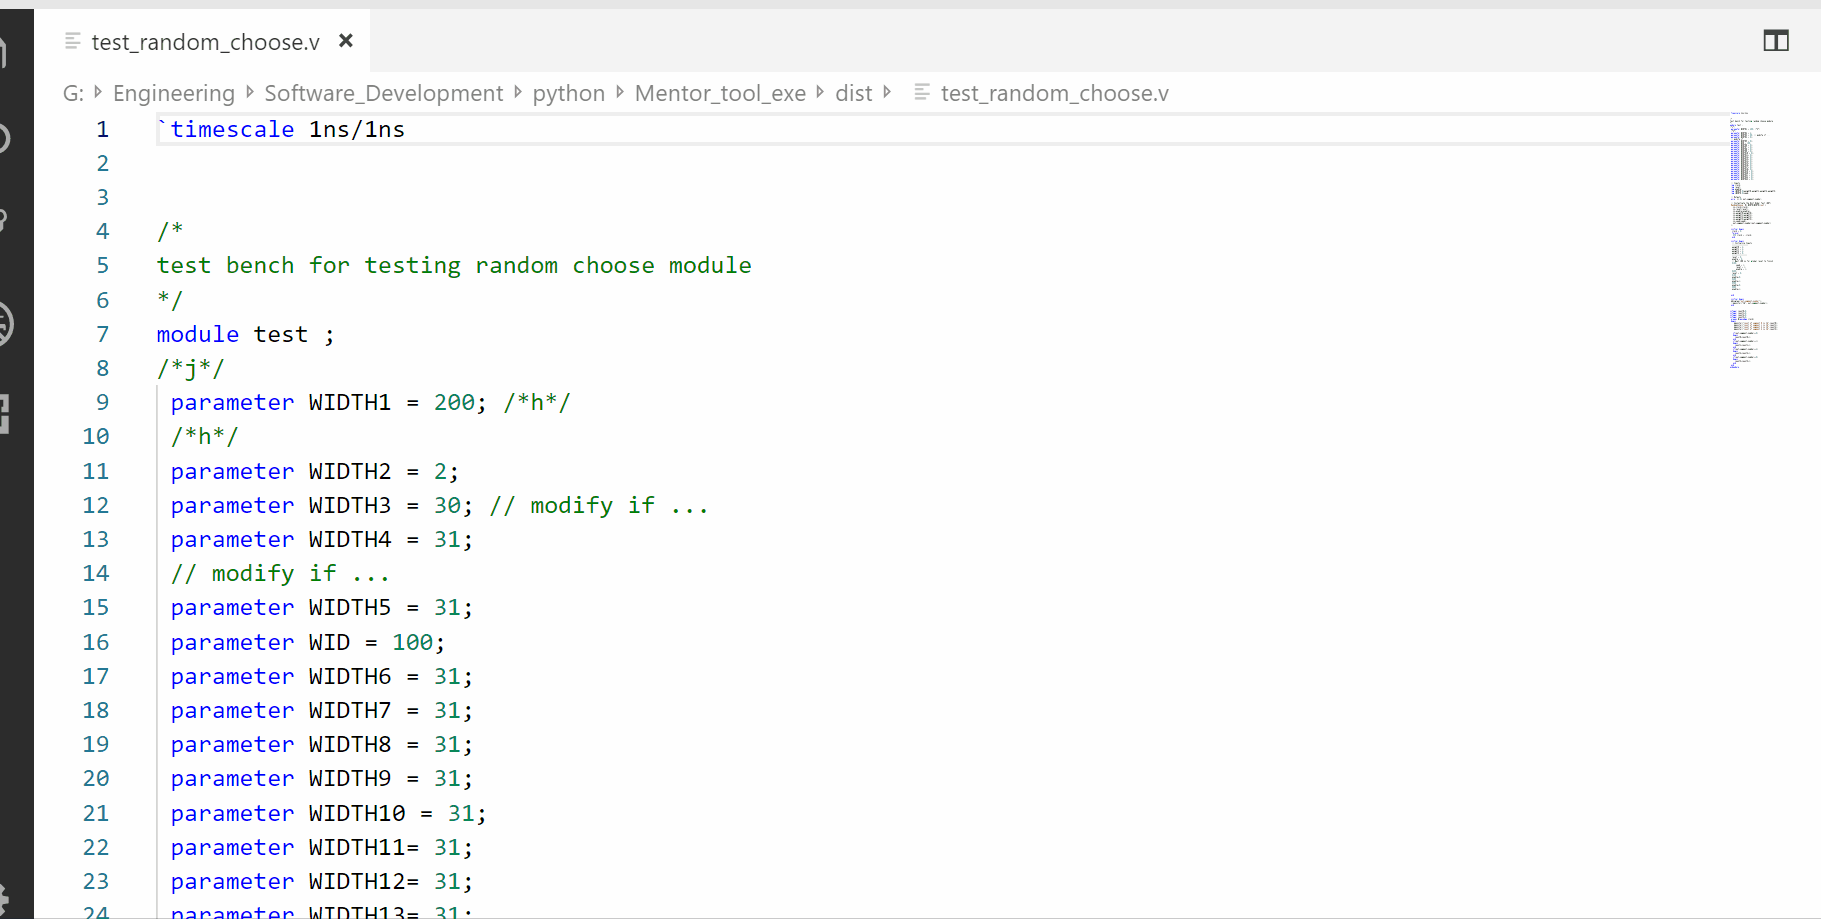 test_random_choose.v
G: Engineering Software_Development python Mentor_tool_exe dist test_random_choose.v
1 `timescale 1ns/1ns
2
3
4 /*
5 test bench for testing random choose module
6 */
7 module test ;
8 /*j*/
9 parameter WIDTH1 = 200; /*h*/
10 /*h*/
11 parameter WIDTH2 = 2;
12 parameter WIDTH3 = 30; // modify if ...
13 parameter WIDTH4 = 31;
14 // modify if ...
15 parameter WIDTH5 = 31;
16 parameter WID = 100;
17 parameter WIDTH6 = 31;
18 parameter WIDTH7 = 31;
19 parameter WIDTH8 = 31;
20 parameter WIDTH9 = 31;
21 parameter WIDTH10 = 31;
22 parameter WIDTH11= 31;
23 parameter WIDTH12= 31;
24 parameter WIDTH13= 31;